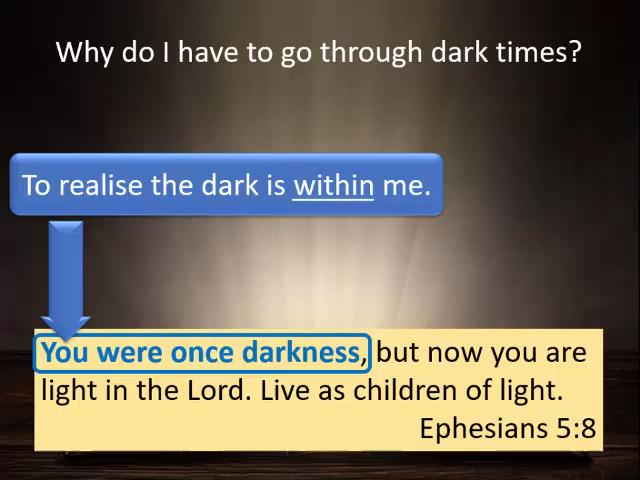 Why do I have to go through dark times?
To realise the dark is within me.
You were once darkness, but now you are
light in the Lord. Live as children of light.
Ephesians 5:8